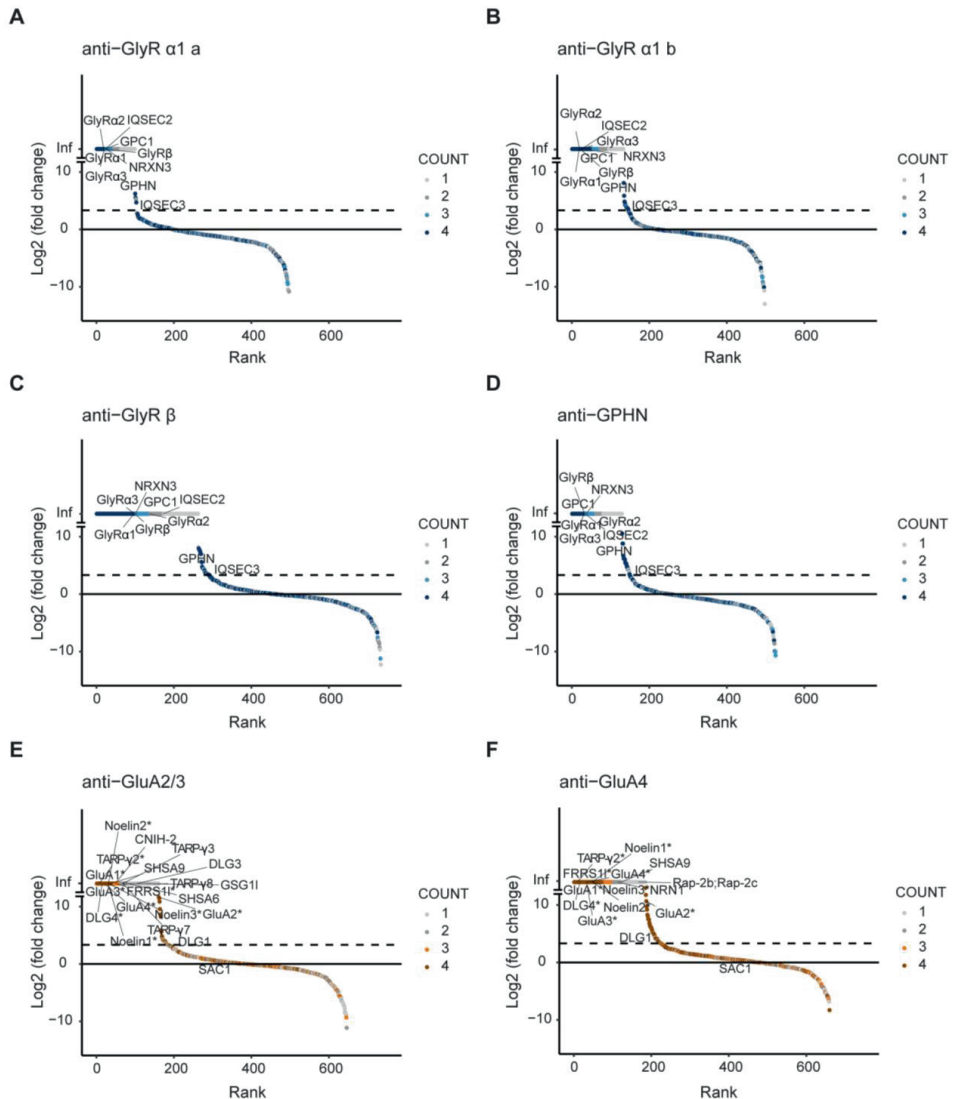 A
anti−GlyR α1 a
GlyRα2
IQSEC2
GPC1
GlyRα1
GlyRβ
NRXN3
GlyRα3
GPHN
IQSEC3
Inf
10
0
−10
Log2 (fold change)
0
200
400
600
Rank
COUNT
1
2
3
4
B
anti−GlyR α1 b
GlyRα2
IQSEC2
GlyRα3
GPC1
NRXN3
GlyRβ
GlyRα1
GPHN
IQSEC3
Inf
10
0
−10
Log2 (fold change)
0
200
400
600
Rank
COUNT
1
2
3
4
C
anti−GlyR β
NRXN3
GlyRα3
GPC1
IQSEC2
GlyRα2
GlyRα1
GlyRβ
GPHN
IQSEC3
Inf
10
0
−10
Log2 (fold change)
0
200
400
600
Rank
COUNT
1
2
3
4
D
anti−GPHN
GlyRβ
NRXN3
GPC1
GlyRα1
GlyRα2
GlyRα3
IQSEC2
GPHN
IQSEC3
Inf
10
0
−10
Log2 (fold change)
0
200
400
600
Rank
COUNT
1
2
3
4
E
anti−GluA2/3
Noelin2*
CNIH-2
TARP-γ3
TARP-γ2*
DLG3
SHSA9
GluA1*
TARP-γ8
GSG1l
GluA3*
FRRS1l*
SHSA6
GluA4*
Noelin3*
GluA2*
DLG4*
TARP-γ7
Noelin1*
DLG1
SAC1
Inf
10
0
−10
Log2 (fold change)
0
200
400
600
Rank
COUNT
1
2
3
4
F
anti−GluA4
Noelin1*
TARP-γ2*
SHSA9
FRRS1l*
GluA4*
Rap-2b;Rap-2c
GluA1*
Noelin3*
NRN1
DLG4*
Noelin2*
GluA2*
GluA3*
DLG1
SAC1
Inf
10
0
−10
Log2 (fold change)
0
200
400
600
Rank
COUNT
1
2
3
4